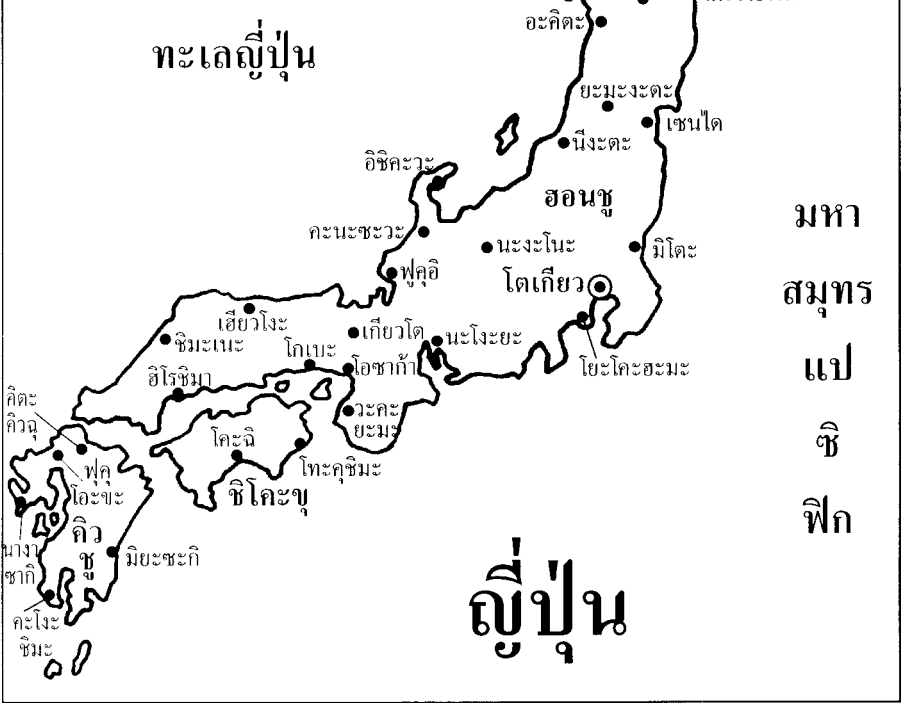 อะคิตะ
ทะเลญี่ปุ่น
ยะมะงะตะ
เซนได
นีงะตะ
อิชิคะวะ
ฮอนชู
มหา
สมุทร
แป
ซิ
ฟิก
คะนะซะวะ
นะงะโนะ
มิโตะ
ฟูคุอิ
โตเกียว
เฮียวโงะ
เกียวโต
นะโงะยะ
ชิมะเนะ
โกเบะ
โอซาก้า
โยะโคะฮะมะ
ฮิโรชิมา
วะคะ
ยะมะ
คิตะ
คิวฉุ
โคะฉิ
ฟุคุ
โอะขะ
โทะคุชิมะ
ชิโคะขุ
คิว
ชู
นางา
ซากิ
มิยะซะกิ
คะโงะ
ชิมะ
ญี่ปุ่น